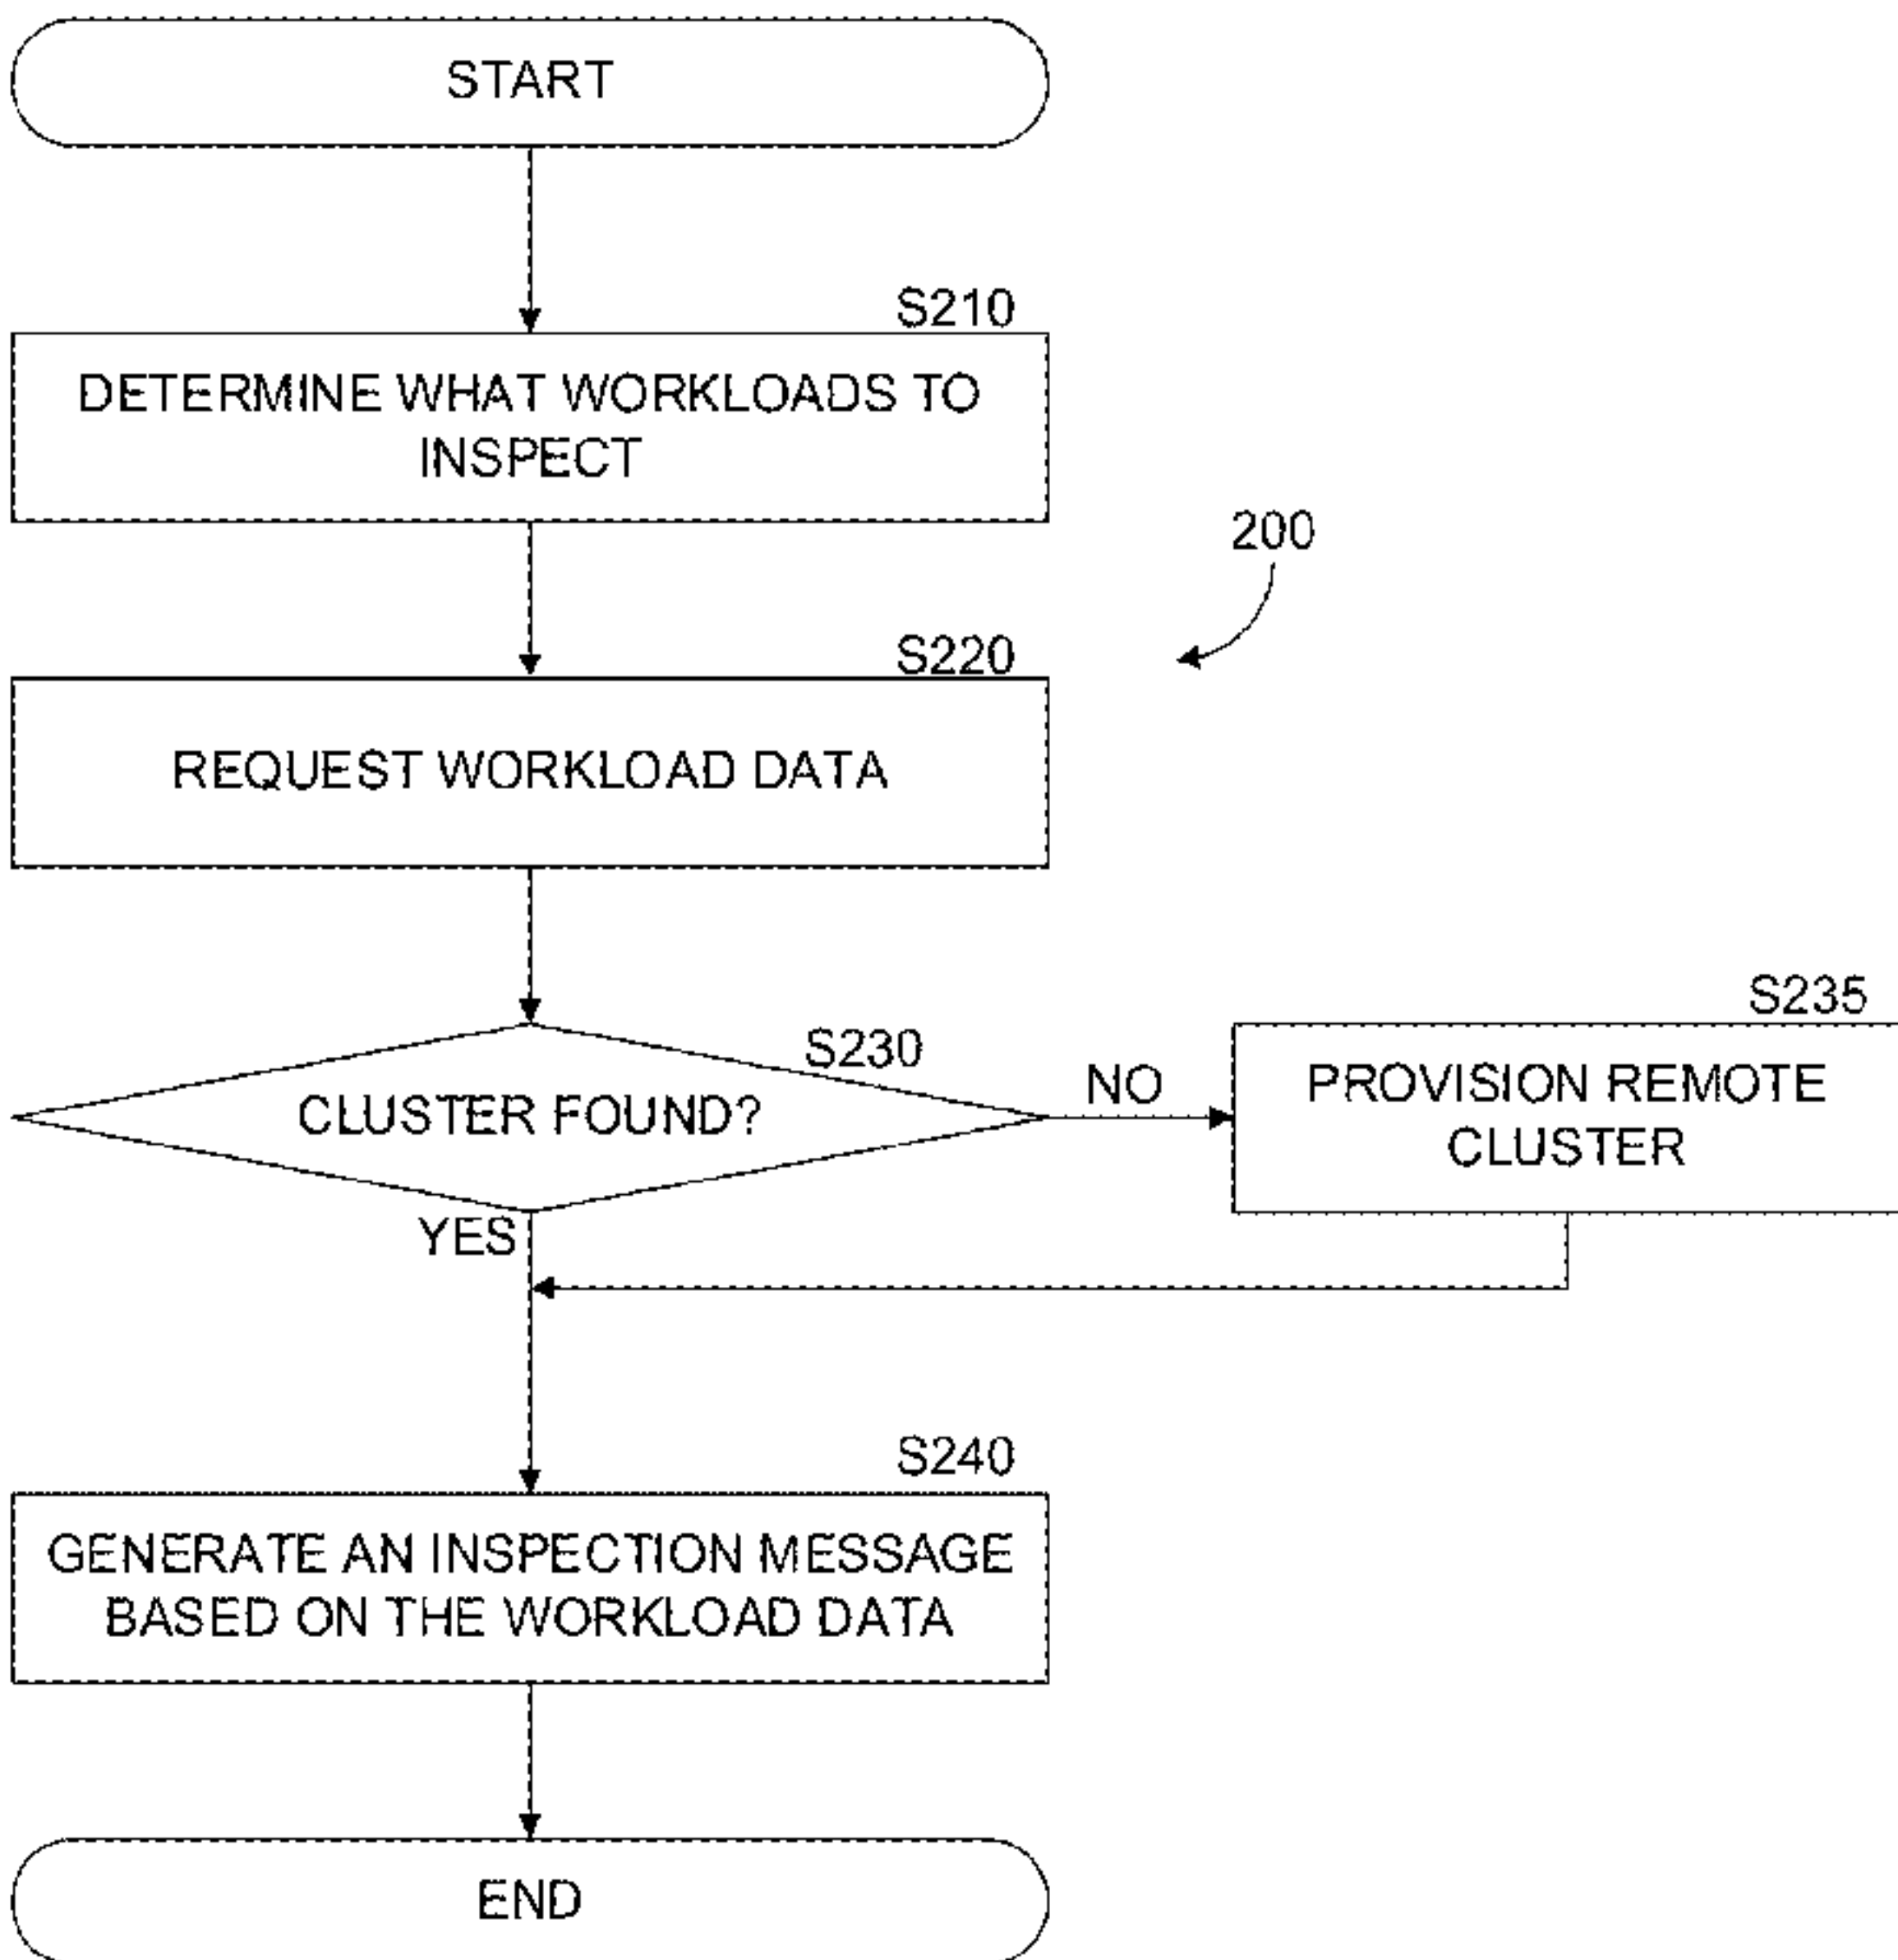 START
S210
DETERMINE WHAT WORKLOADS TO
INSPECT
200
S220
REQUEST WORKLOAD DATA
S230
CLUSTER FOUND?
NO
S235
PROVISION REMOTE
CLUSTER
YES
S240
GENERATE AN INSPECTION MESSAGE
BASED ON THE WORKLOAD DATA
END